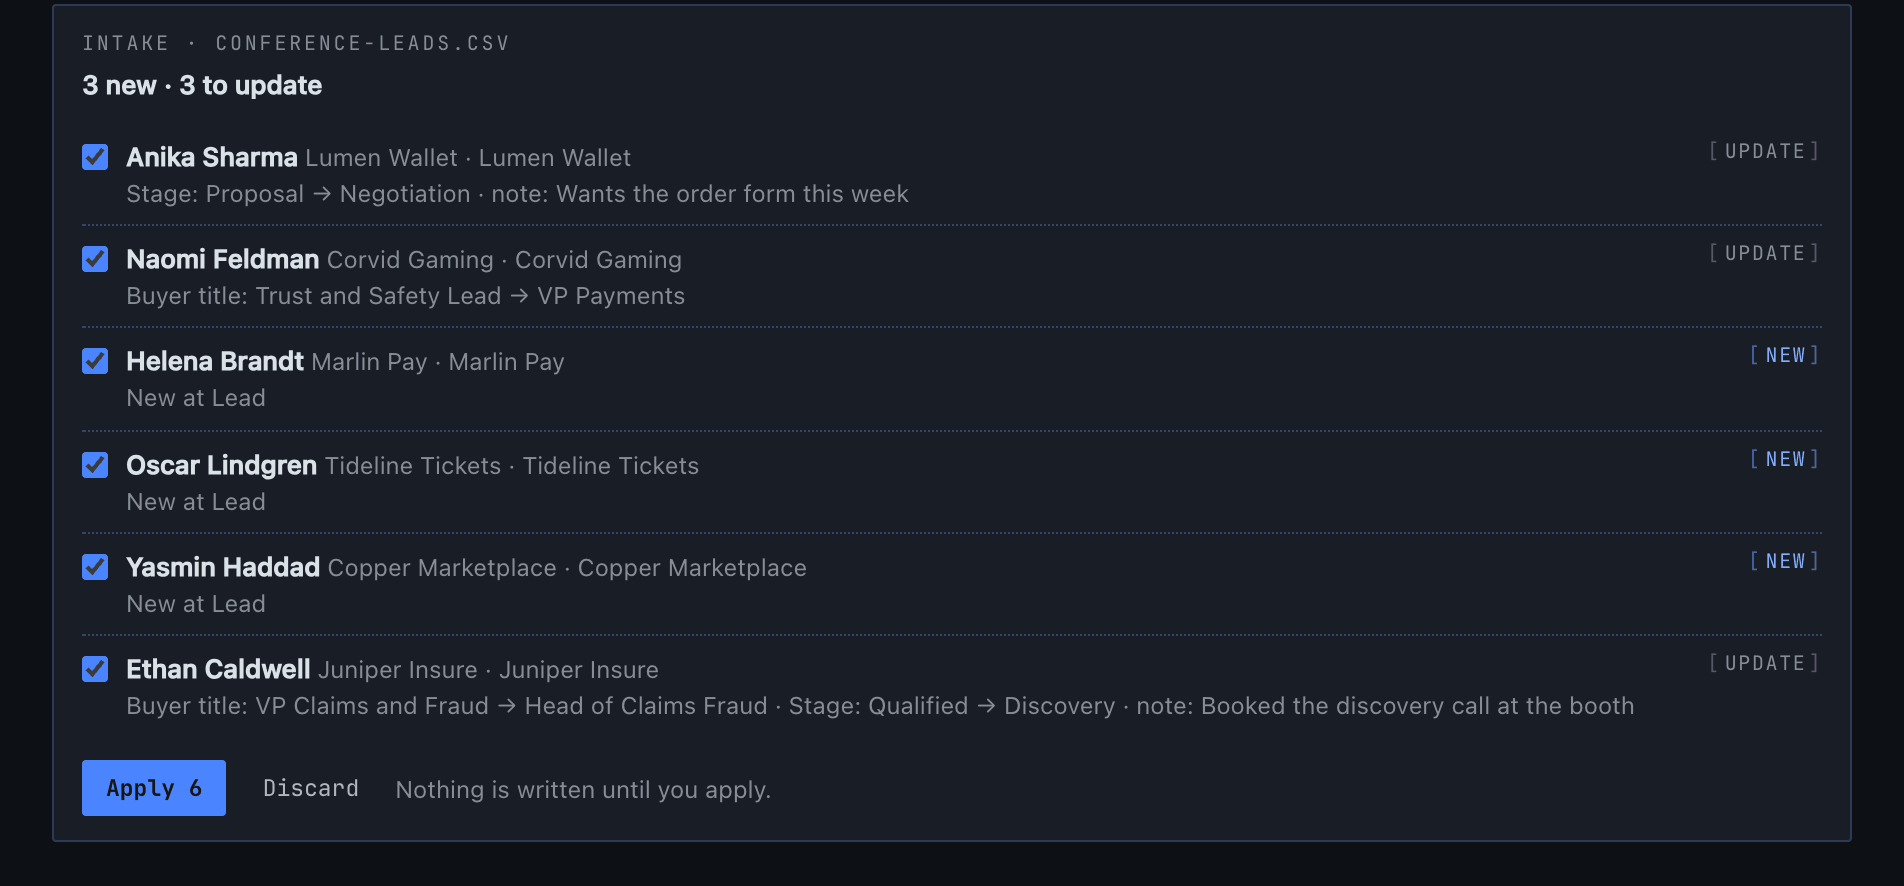 INTAKE · CONFERENCE-LEADS.CSV
3 new · 3 to update
Anika Sharma Lumen Wallet · Lumen Wallet [UPDATE]
Stage: Proposal → Negotiation · note: Wants the order form this week
Naomi Feldman Corvid Gaming · Corvid Gaming [UPDATE]
Buyer title: Trust and Safety Lead → VP Payments
Helena Brandt Marlin Pay · Marlin Pay [NEW]
New at Lead
Oscar Lindgren Tideline Tickets · Tideline Tickets [NEW]
New at Lead
Yasmin Haddad Copper Marketplace · Copper Marketplace [NEW]
New at Lead
Ethan Caldwell Juniper Insure · Juniper Insure [UPDATE]
Buyer title: VP Claims and Fraud → Head of Claims Fraud · Stage: Qualified → Discovery · note: Booked the discovery call at the booth
Apply 6 Discard Nothing is written until you apply.